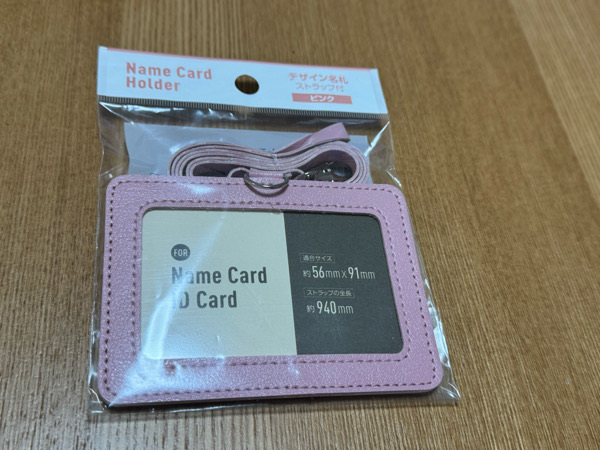 Name Card
Holder
デザイン名札
ストラップ付
ピンク
FOR
Name Card
ID Card
適合サイズ
約56mm×91mm
ストラップの全長
約940mm